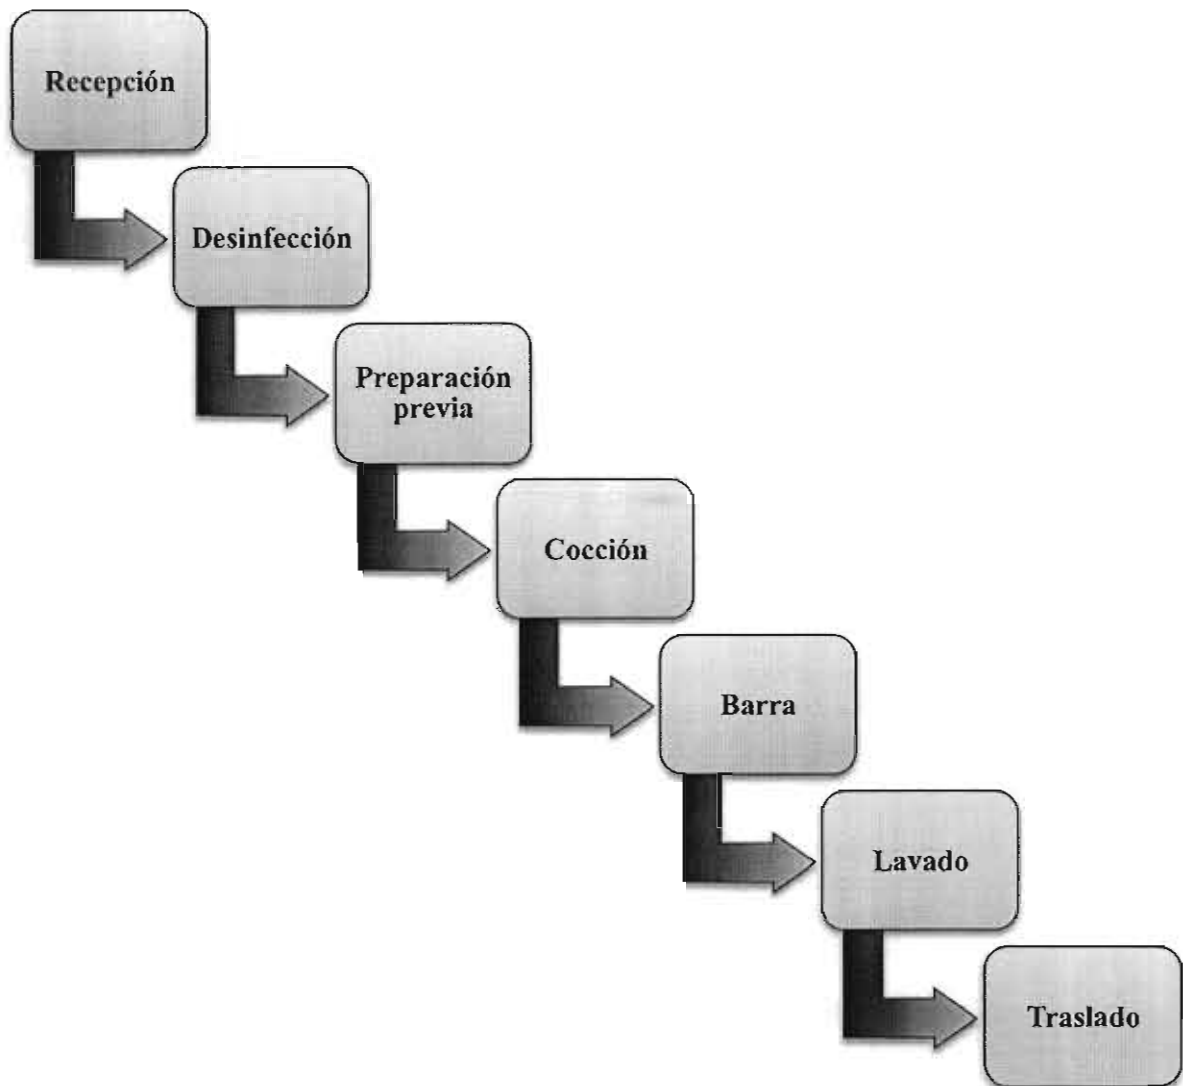 Recepción
Desinfección
Preparación
previa
Cocción
Barra
Lavado
Traslado